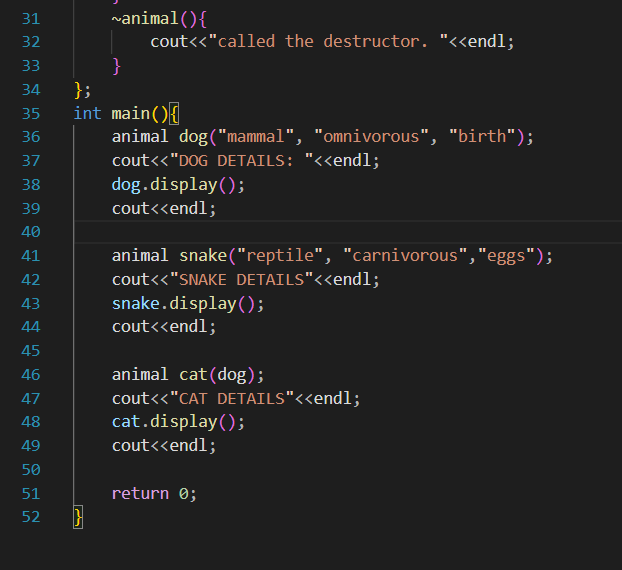 31 ~animal(){
32 cout<<"called the destructor. "<<endl;
33 }
34 };
35 int main(){
36 animal dog("mammal", "omnivorous", "birth");
37 cout<<"DOG DETAILS: "<<endl;
38 dog.display();
39 cout<<endl;
40
41 animal snake("reptile", "carnivorous","eggs");
42 cout<<"SNAKE DETAILS"<<endl;
43 snake.display();
44 cout<<endl;
45
46 animal cat(dog);
47 cout<<"CAT DETAILS"<<endl;
48 cat.display();
49 cout<<endl;
50
51 return 0;
52 }